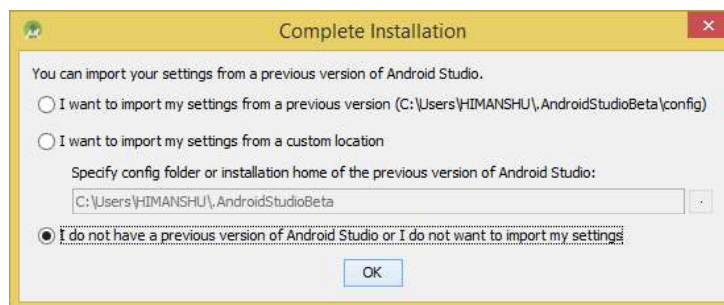 Complete Installation
You can import your settings from a previous version of Android Studio.
I want to import my settings from a previous version (C:\Users\HIMANSHU\.AndroidStudioBeta\config)
I want to import my settings from a custom location
Specify config folder or installation home of the previous version of Android Studio:
C:\Users\HIMANSHU\.AndroidStudioBeta
.
I do not have a previous version of Android Studio or I do not want to import my settings
OK